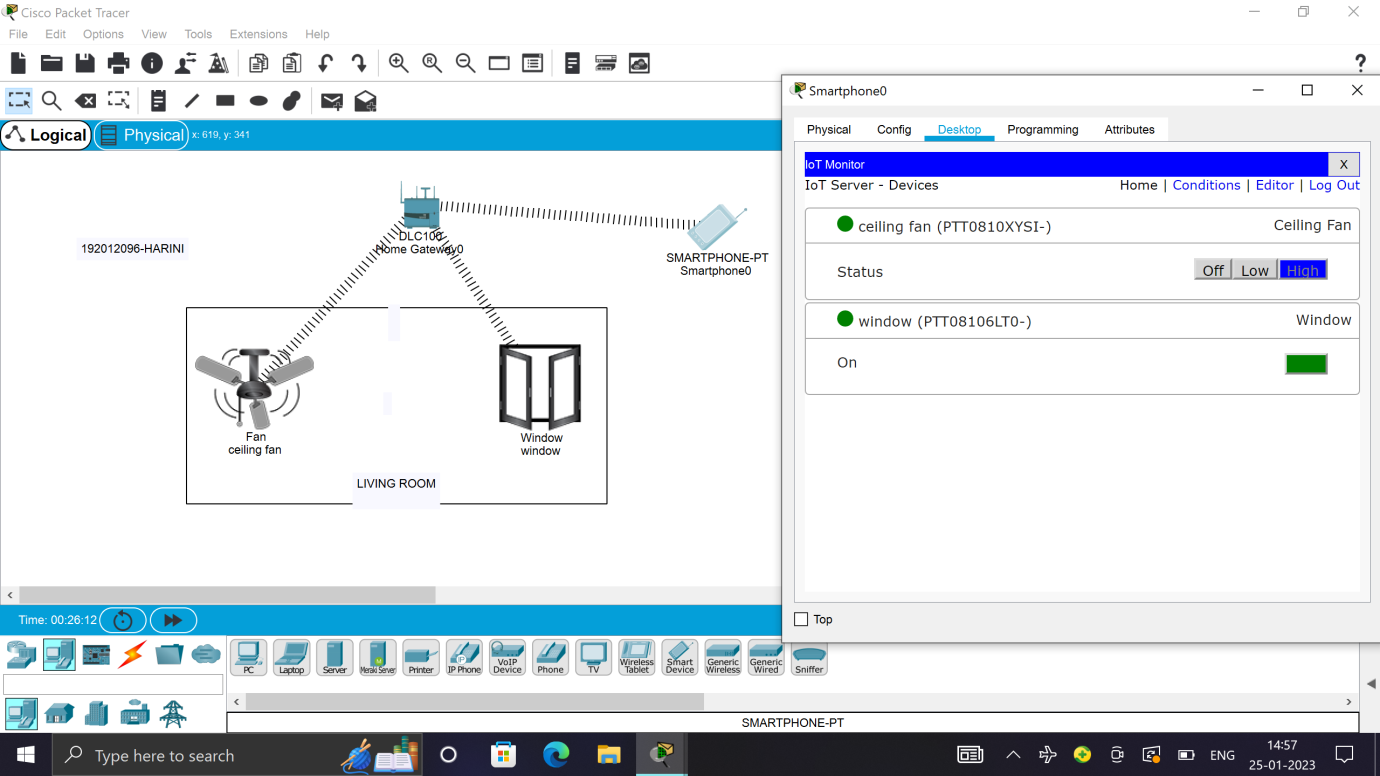 Cisco Packet Tracer
File Edit Options View Tools Extensions Help
Logical Physical x: 619, y: 341
192012096-HARINI
DLC100
Home Gateway0
SMARTPHONE-PT
Smartphone0
Fan
ceiling fan
Window
window
LIVING ROOM
Smartphone0
Physical Config Desktop Programming Attributes
IoT Monitor X
IoT Server - Devices Home | Conditions | Editor | Log Out
ceiling fan (PTT0810XYSI-) Ceiling Fan
Status Off Low High
window (PTT08106LT0-) Window
On
Top
Time: 00:26:12
PC Laptop Server Meraki Server Printer IP Phone VoIP Device Phone TV Wireless Tablet Smart Device Generic Wireless Generic Wired Sniffer
SMARTPHONE-PT
Type here to search
ENG
14:57
25-01-2023